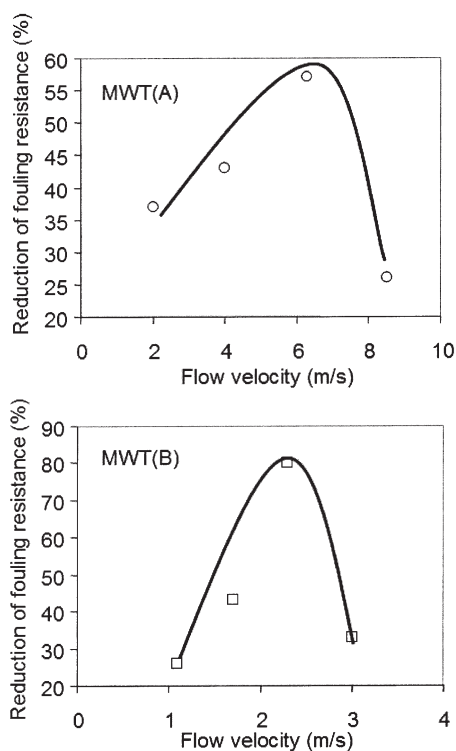 Reduction of fouling resistance (%)
60
55
50
45
40
35
30
25
20
MWT(A)
0 2 4 6 8 10
Flow velocity (m/s)
Reduction of fouling resistance (%)
90
80
70
60
50
40
30
20
MWT(B)
0 1 2 3 4
Flow velocity (m/s)